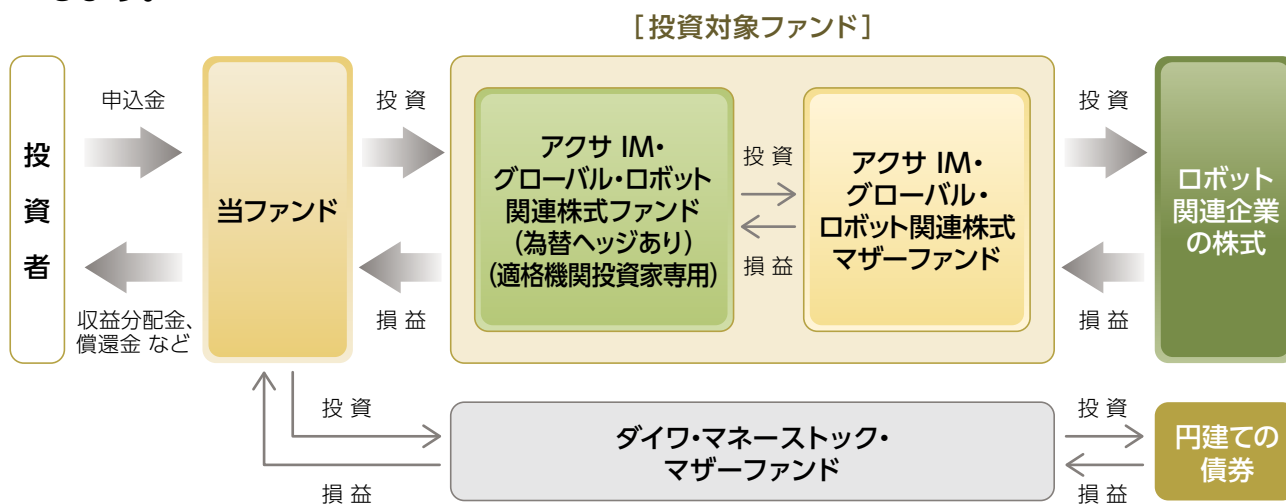 [投資対象ファンド]
投資者
申込金
収益分配金、
償還金 など
当ファンド
投 資
損 益
アクサ IM・
グローバル・ロボット
関連株式ファンド
(為替ヘッジあり)
(適格機関投資家専用)
投 資
損 益
アクサ IM・
グローバル・
ロボット関連株式
マザーファンド
投 資
損 益
ロボット
関連企業
の株式
投 資
損 益
ダイワ・マネーストック・
マザーファンド
投 資
損 益
円建ての
債券